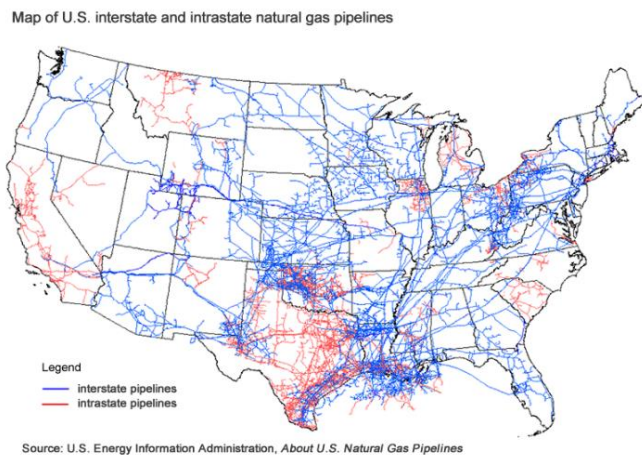 Map of U.S. interstate and intrastate natural gas pipelines
Legend
interstate pipelines
intrastate pipelines
Source: U.S. Energy Information Administration, About U.S. Natural Gas Pipelines